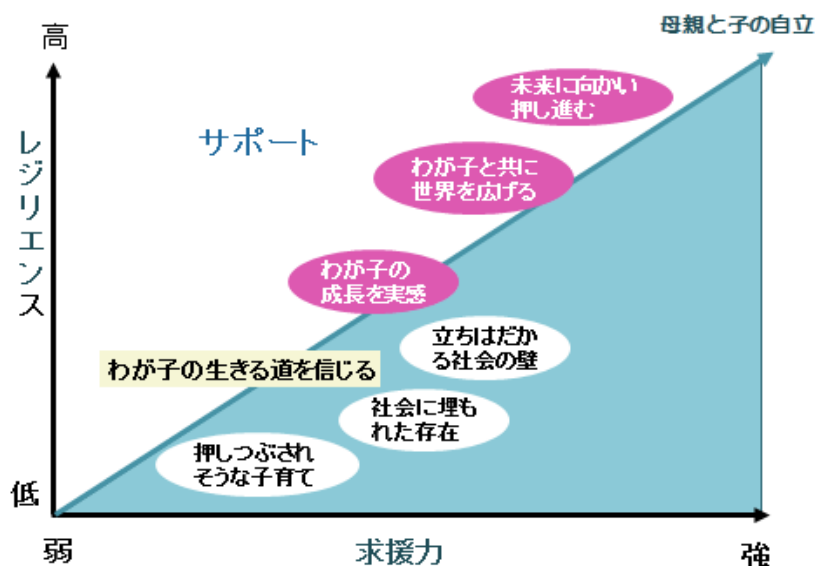 高
母親と子の自立
未来に向かい
押し進む
サポート
レジリエンス
わが子と共に
世界を広げる
わが子の
成長を実感
立ちはだか
る社会の壁
わが子の生きる道を信じる
社会に埋も
れた存在
押しつぶされ
そうな子育て
低
弱
求援力
強